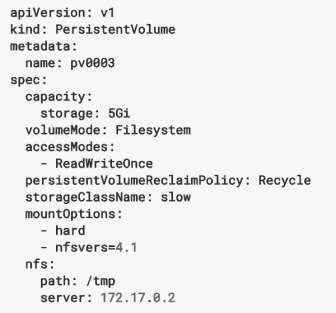 apiVersion: v1
kind: PersistentVolume
metadata:
  name: pv0003
spec:
  capacity:
    storage: 5Gi
  volumeMode: Filesystem
  accessModes:
    - ReadWriteOnce
  persistentVolumeReclaimPolicy: Recycle
  storageClassName: slow
  mountOptions:
    - hard
    - nfsvers=4.1
  nfs:
    path: /tmp
    server: 172.17.0.2